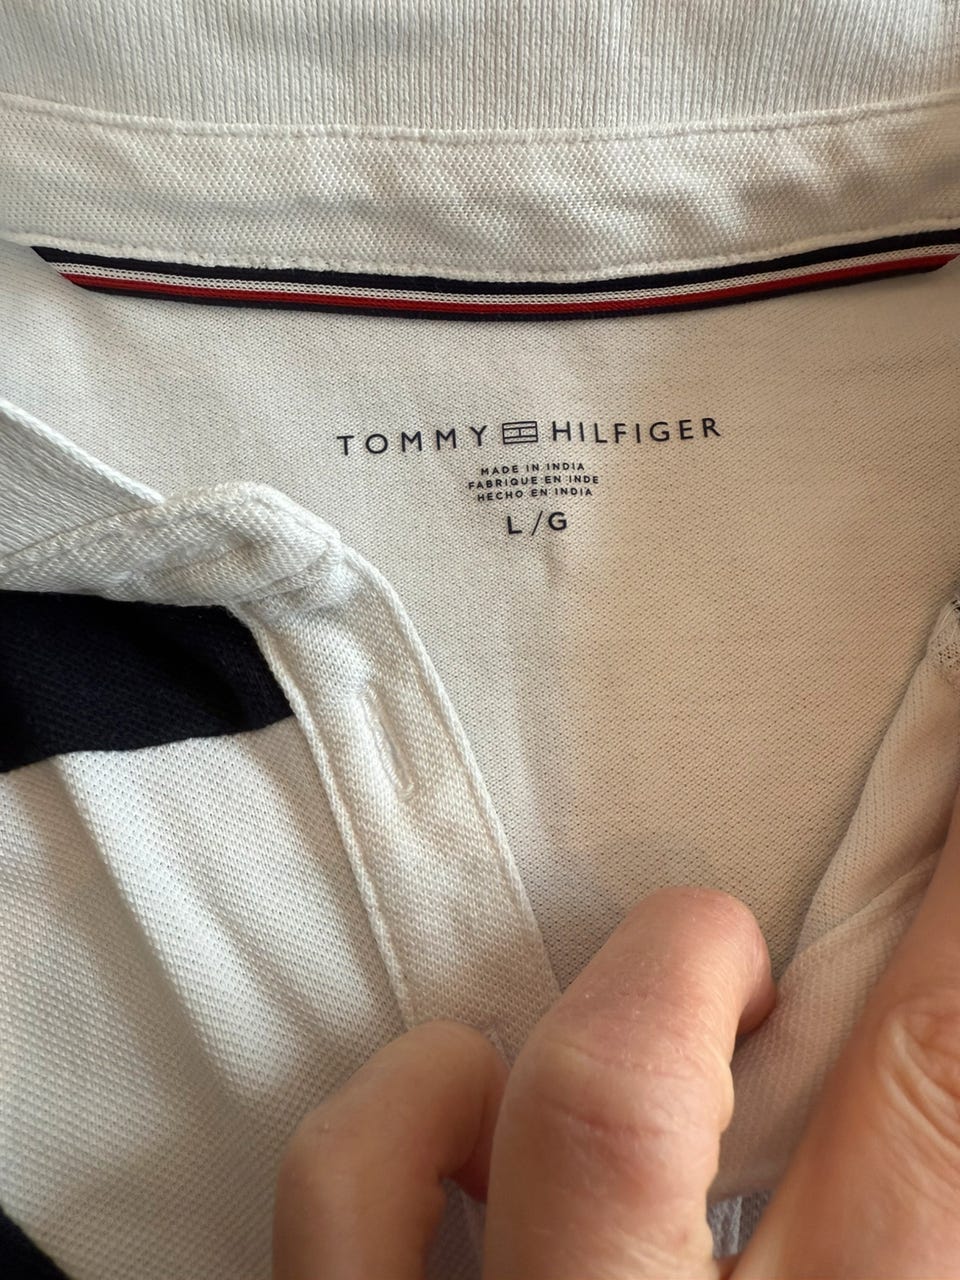 TOMMY HILFIGER
MADE IN INDIA
FABRIQUE EN INDE
HECHO EN INDIA
L/G